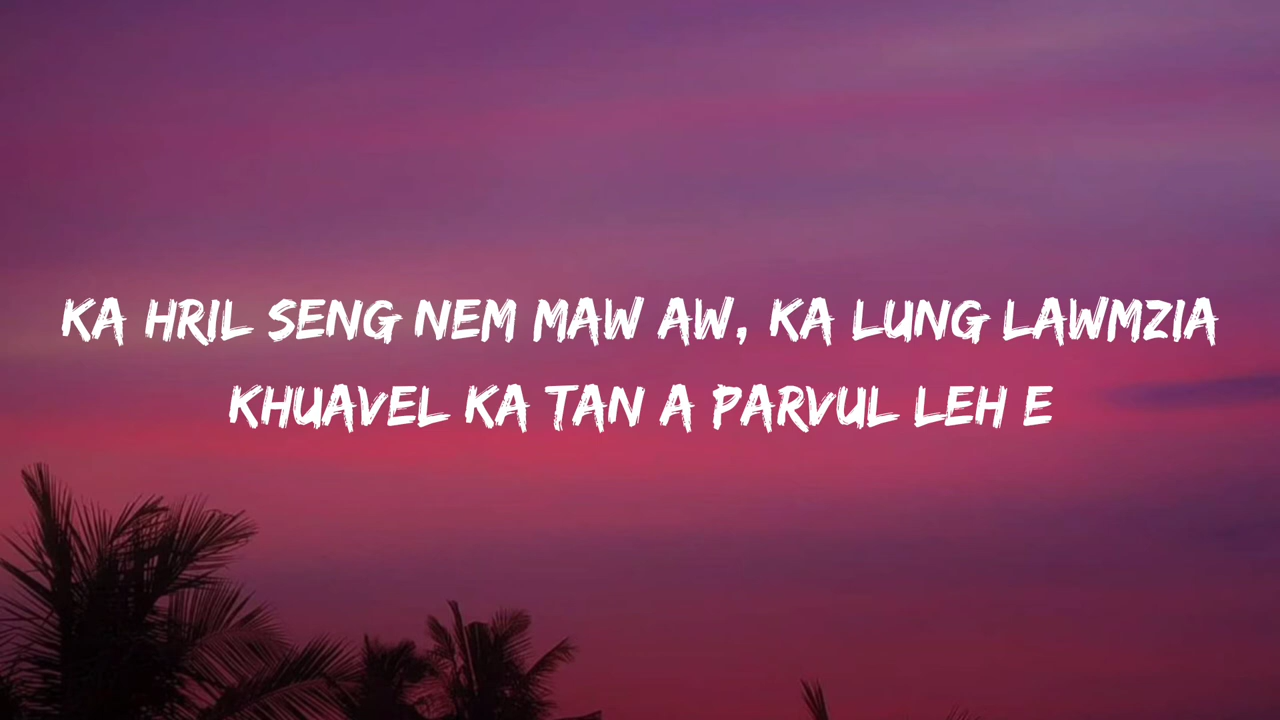 KA HRIL SENG NEM MAW AW, KA LUNG LAWMZIA
KHUAVEL KA TAN A PARVUL LEH E